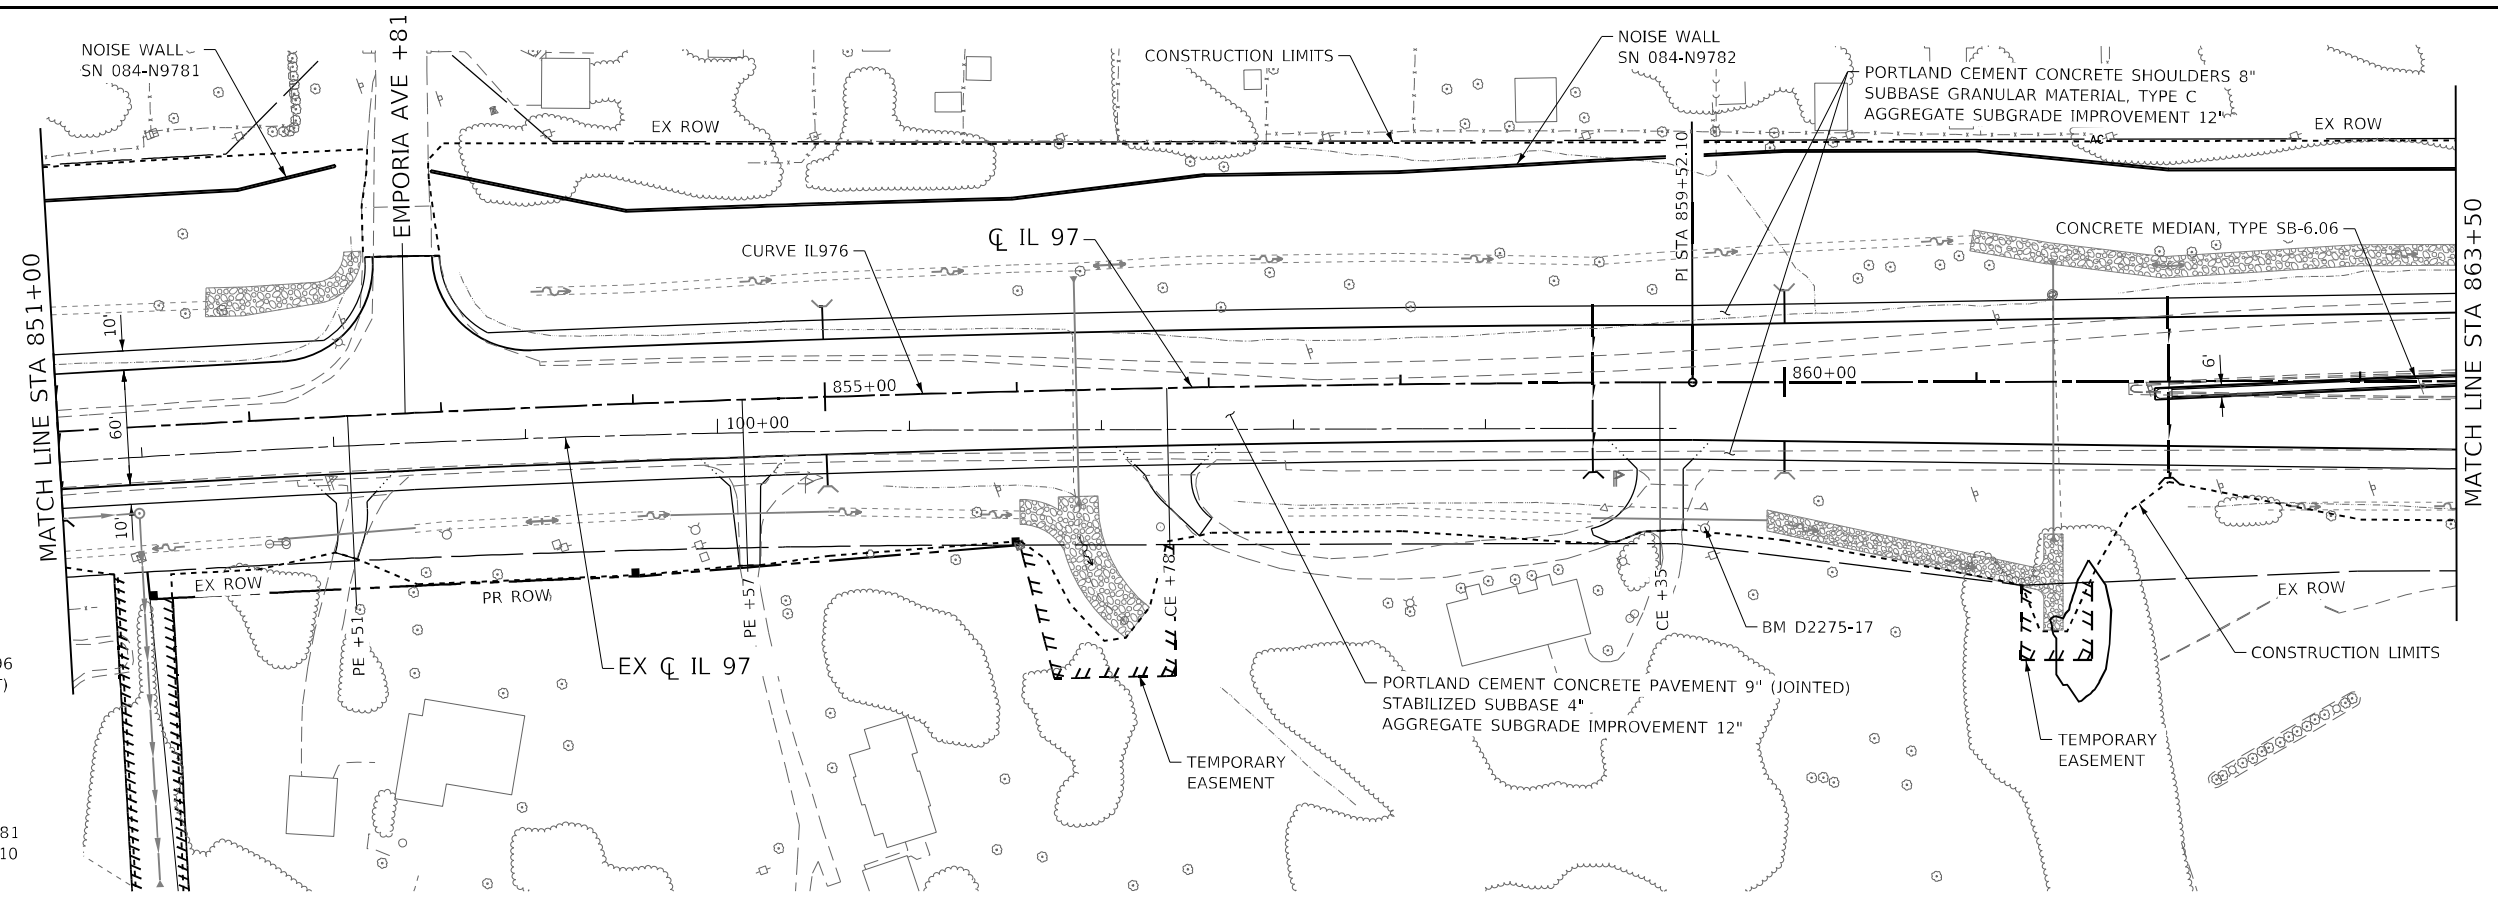 NOISE WALL
SN 084-N9781
EMPORIA AVE +81
EX ROW
CONSTRUCTION LIMITS
NOISE WALL
SN 084-N9782
PORTLAND CEMENT CONCRETE SHOULDERS 8"
SUBBASE GRANULAR MATERIAL, TYPE C
AGGREGATE SUBGRADE IMPROVEMENT 12"
EX ROW
AC
PI STA 859+52.10
CONCRETE MEDIAN, TYPE SB-6.06
MATCH LINE STA 851+00
MATCH LINE STA 863+50
CURVE IL976
℄ IL 97
10'
60'
10'
855+00
860+00
6'
100+00
EX ROW
PR ROW
PE +51
PE +57
CE +78
CE +35
EX ℄ IL 97
BM D2275-17
EX ROW
CONSTRUCTION LIMITS
PORTLAND CEMENT CONCRETE PAVEMENT 9" (JOINTED)
STABILIZED SUBBASE 4"
AGGREGATE SUBGRADE IMPROVEMENT 12"
TEMPORARY
EASEMENT
TEMPORARY
EASEMENT
96
T)
81
10